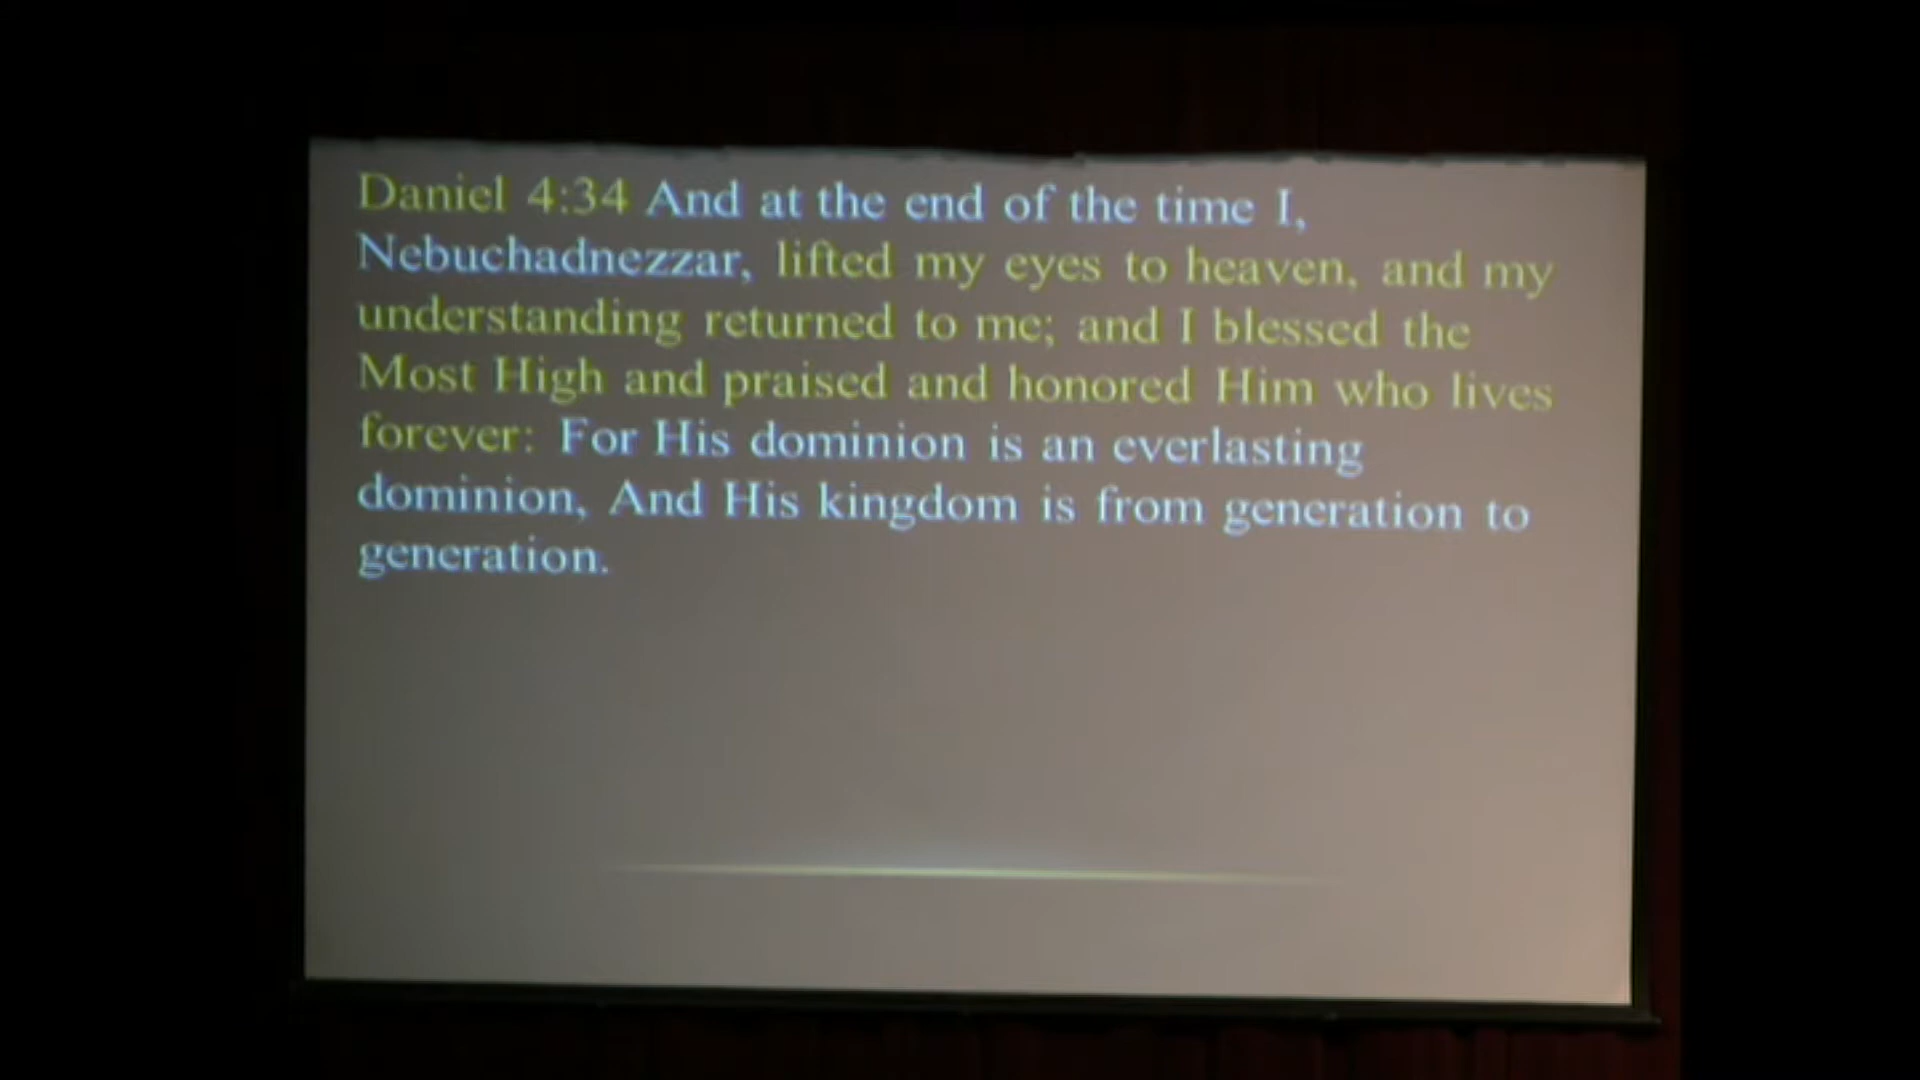 Daniel 4:34 And at the end of the time I,
Nebuchadnezzar, lifted my eyes to heaven, and my
understanding returned to me; and I blessed the
Most High and praised and honored Him who lives
forever: For His dominion is an everlasting
dominion, And His kingdom is from generation to
generation.